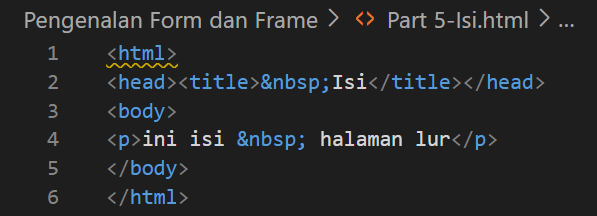 Pengenalan Form dan Frame > <> Part 5-Isi.html > ...
1 <html>
2 <head><title>&nbsp;Isi</title></head>
3 <body>
4 <p>ini isi &nbsp; halaman lur</p>
5 </body>
6 </html>